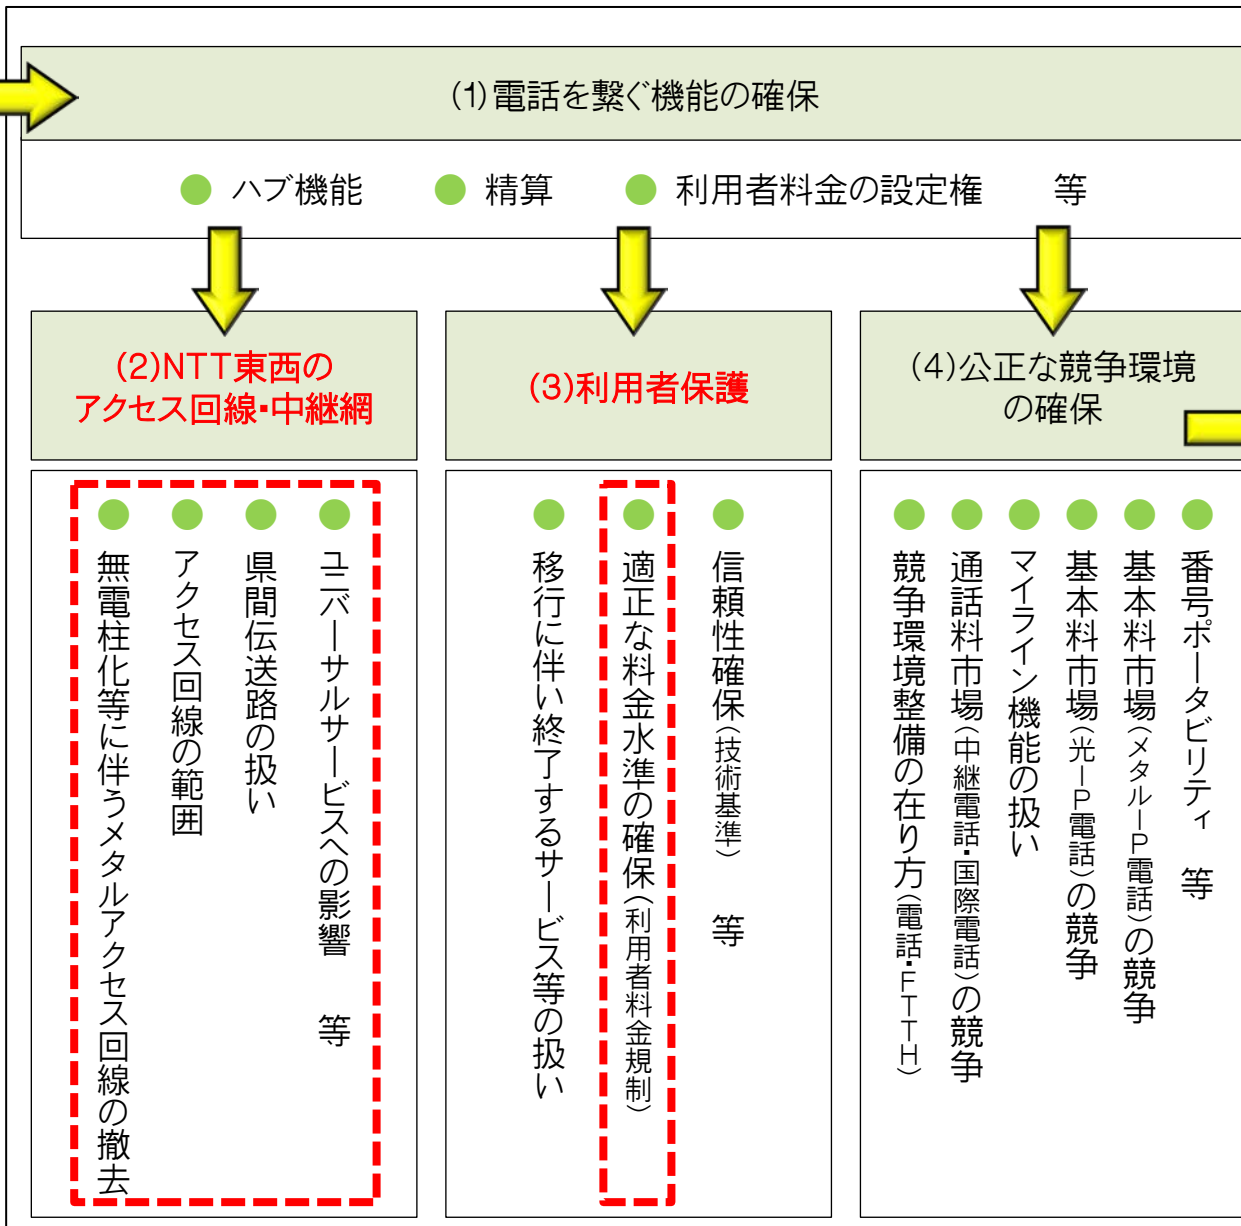 (1)電話を繋ぐ機能の確保
● ハブ機能 ● 精算 ● 利用者料金の設定権 等
(2)NTT東西の
アクセス回線・中継網
● 無電柱化等に伴うメタルアクセス回線の撤去
● アクセス回線の範囲
● 県間伝送路の扱い
● ユニバーサルサービスへの影響 等
(3)利用者保護
● 移行に伴い終了するサービス等の扱い
● 適正な料金水準の確保(利用者料金規制)
● 信頼性確保(技術基準) 等
(4)公正な競争環境
の確保
● 競争環境整備の在り方(電話・FTTH)
● 通話料市場(中継電話・国際電話)の競争
● マイライン機能の扱い
● 基本料市場(光IP電話)の競争
● 基本料市場(メタルIP電話)の競争
● 番号ポータビリティ 等